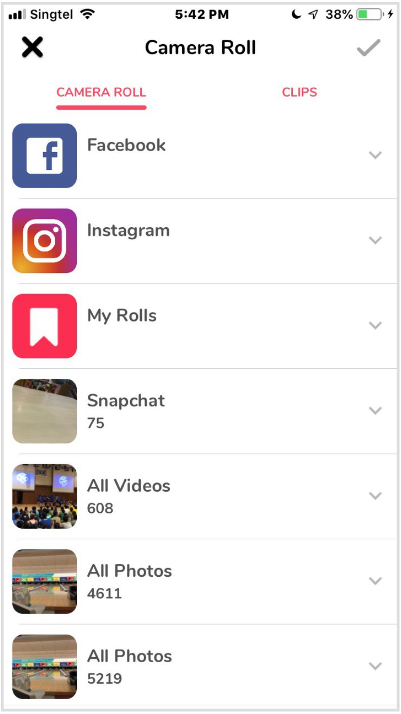 Singtel 5:42 PM 38%
Camera Roll
CAMERA ROLL CLIPS
Facebook
Instagram
My Rolls
Snapchat
75
All Videos
608
All Photos
4611
All Photos
5219